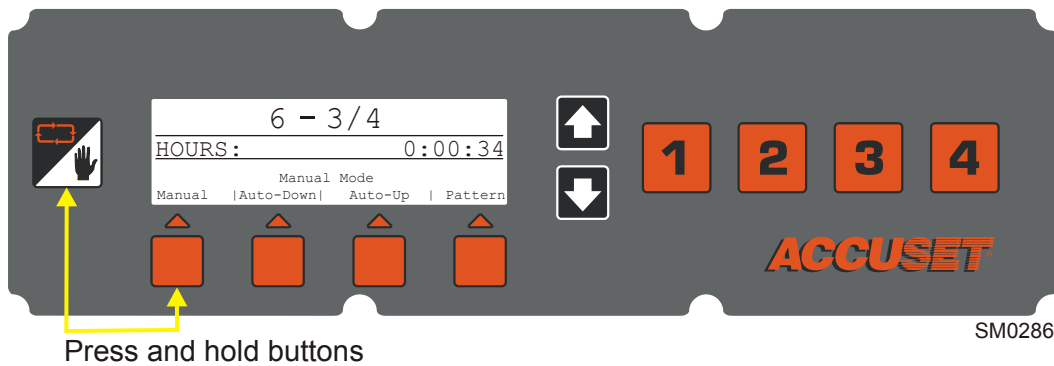 6 - 3/4
HOURS: 0:00:34
Manual Mode
Manual |Auto-Down| Auto-Up | Pattern
1 2 3 4
ACCUSET
SM0286
Press and hold buttons